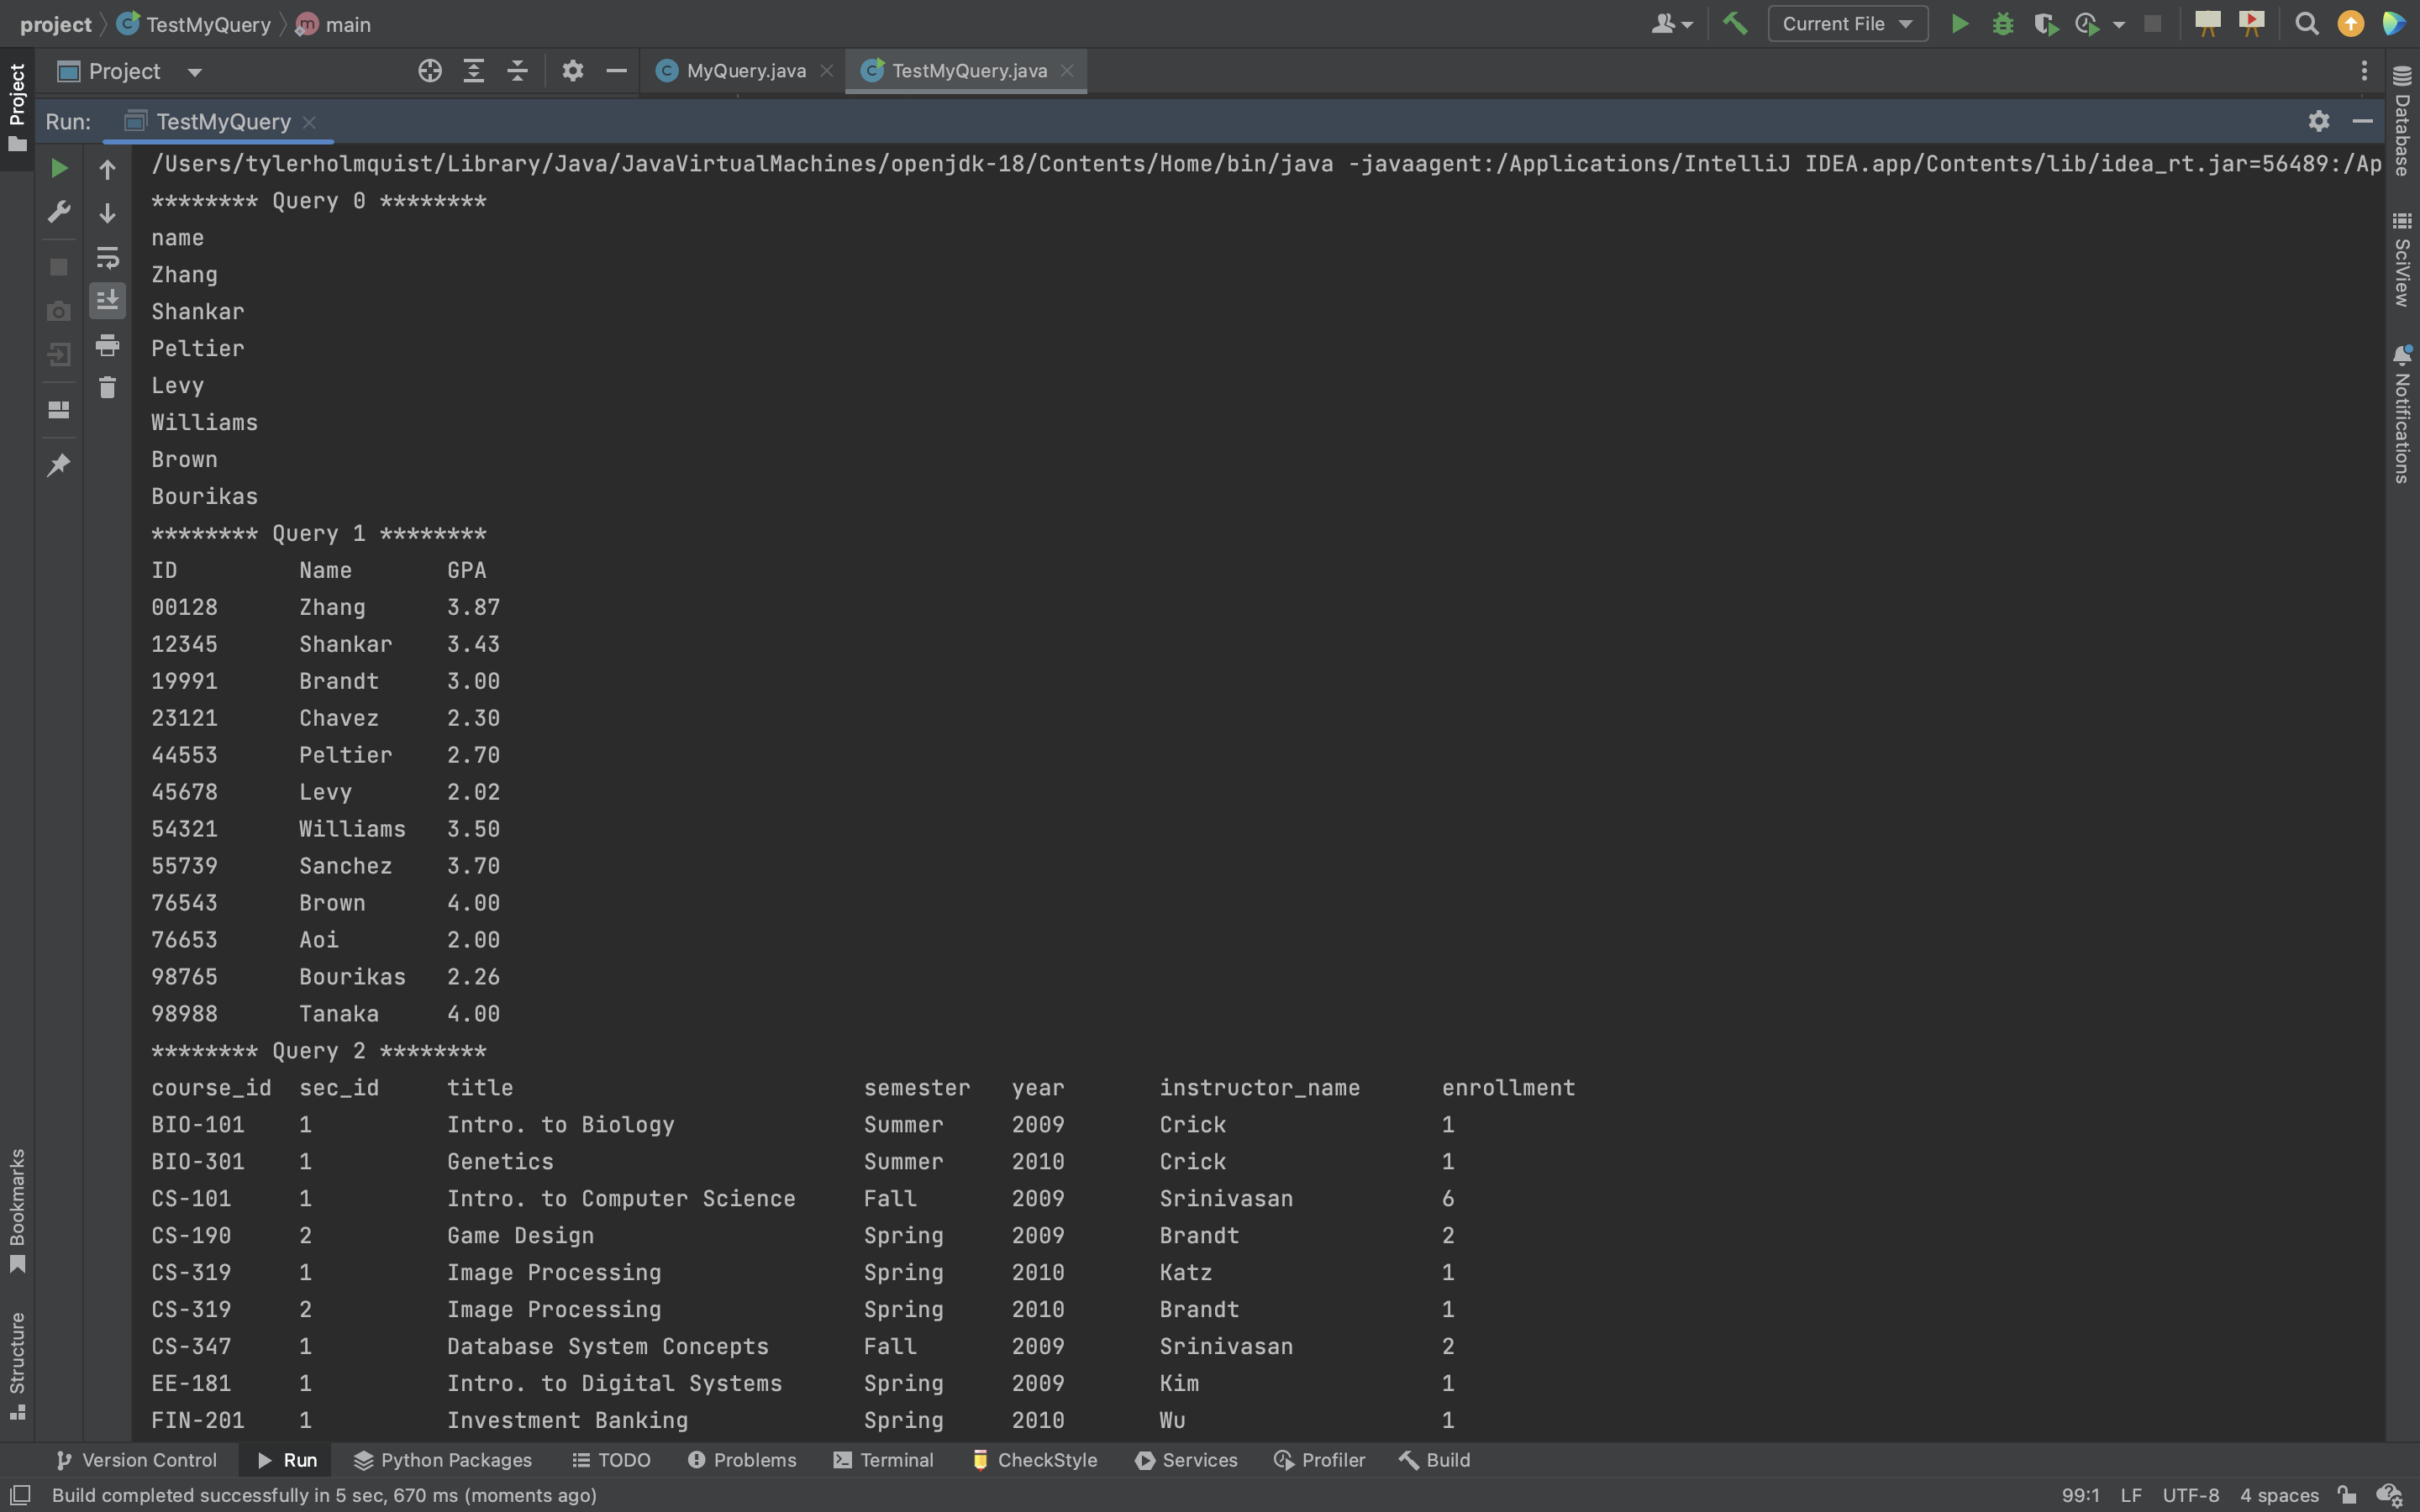 project TestMyQuery main Current File
Project MyQuery.java TestMyQuery.java
Run: TestMyQuery
/Users/tylerholmquist/Library/Java/JavaVirtualMachines/openjdk-18/Contents/Home/bin/java -javaagent:/Applications/IntelliJ IDEA.app/Contents/lib/idea_rt.jar=56489:/Ap
******** Query 0 ********
name
Zhang
Shankar
Peltier
Levy
Williams
Brown
Bourikas
******** Query 1 ********
ID Name GPA
00128 Zhang 3.87
12345 Shankar 3.43
19991 Brandt 3.00
23121 Chavez 2.30
44553 Peltier 2.70
45678 Levy 2.02
54321 Williams 3.50
55739 Sanchez 3.70
76543 Brown 4.00
76653 Aoi 2.00
98765 Bourikas 2.26
98988 Tanaka 4.00
******** Query 2 ********
course_id sec_id title semester year instructor_name enrollment
BIO-101 1 Intro. to Biology Summer 2009 Crick 1
BIO-301 1 Genetics Summer 2010 Crick 1
CS-101 1 Intro. to Computer Science Fall 2009 Srinivasan 6
CS-190 2 Game Design Spring 2009 Brandt 2
CS-319 1 Image Processing Spring 2010 Katz 1
CS-319 2 Image Processing Spring 2010 Brandt 1
CS-347 1 Database System Concepts Fall 2009 Srinivasan 2
EE-181 1 Intro. to Digital Systems Spring 2009 Kim 1
FIN-201 1 Investment Banking Spring 2010 Wu 1
Project
Bookmarks
Structure
Database
SciView
Notifications
Version Control Run Python Packages TODO Problems Terminal CheckStyle Services Profiler Build
Build completed successfully in 5 sec, 670 ms (moments ago) 99:1 LF UTF-8 4 spaces